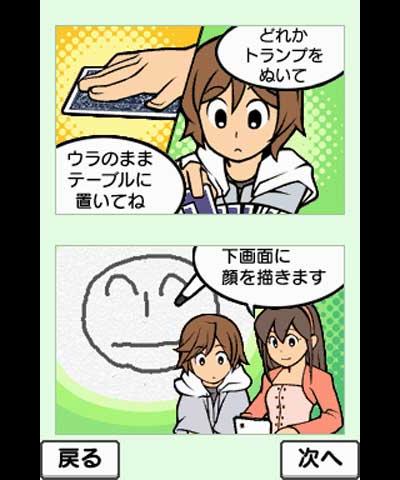 どれか
トランプを
ぬいて
ウラのまま
テーブルに
置いてね
下画面に
顔を描きます
戻る
次へ